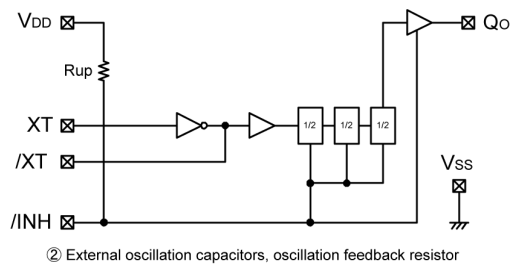 VDD
QO
Rup
XT
1/2
1/2
1/2
/XT
VSS
/INH
② External oscillation capacitors, oscillation feedback resistor